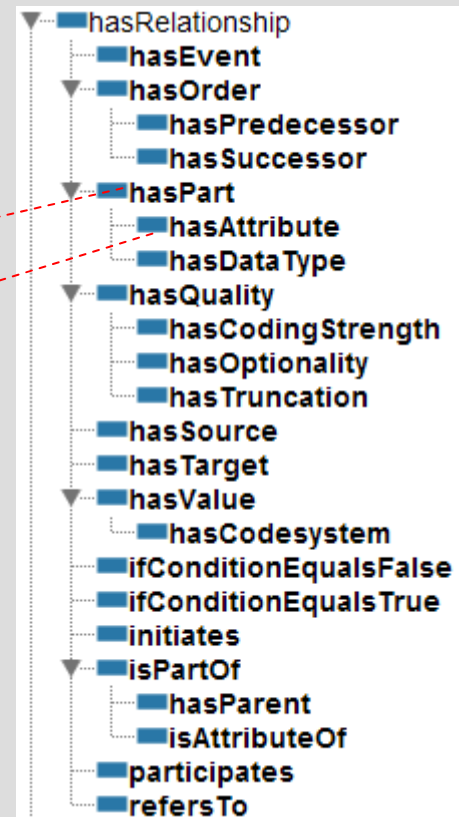 hasRelationship
hasEvent
hasOrder
hasPredecessor
hasSuccessor
hasPart
hasAttribute
hasDataType
hasQuality
hasCodingStrength
hasOptionality
hasTruncation
hasSource
hasTarget
hasValue
hasCodesystem
ifConditionEqualsFalse
ifConditionEqualsTrue
initiates
isPartOf
hasParent
isAttributeOf
participates
refersTo